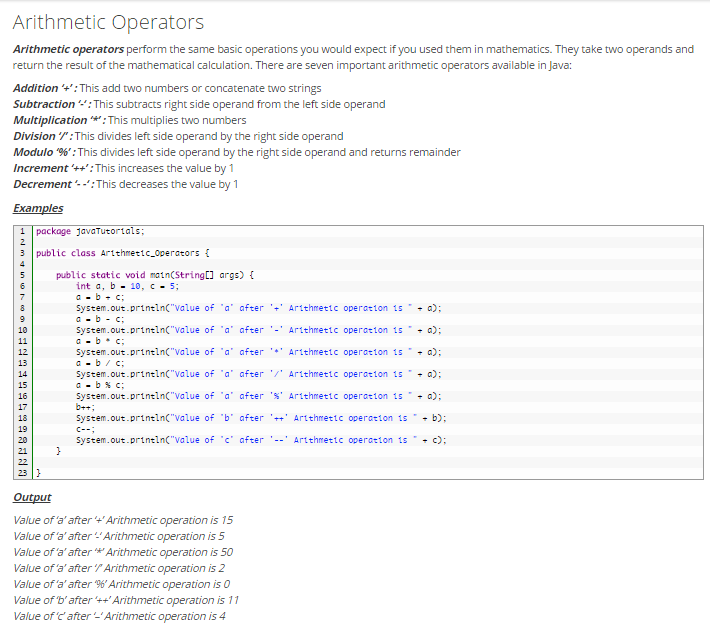 Arithmetic Operators
Arithmetic operators perform the same basic operations you would expect if you used them in mathematics. They take two operands and
return the result of the mathematical calculation. There are seven important arithmetic operators available in Java:
Addition ‘+’: This add two numbers or concatenate two strings
Subtraction ‘-’: This subtracts right side operand from the left side operand
Multiplication ‘*’: This multiplies two numbers
Division ‘/’: This divides left side operand by the right side operand
Modulo ‘%’: This divides left side operand by the right side operand and returns remainder
Increment ‘++’: This increases the value by 1
Decrement ‘- -’: This decreases the value by 1
Examples
1 package javaTutorials;
2
3 public class Arithmetic_Operators {
4
5 public static void main(String[] args) {
6 int a, b = 10, c = 5;
7 a = b + c;
8 System.out.println("Value of 'a' after '+' Arithmetic operation is " + a);
9 a = b - c;
10 System.out.println("Value of 'a' after '-' Arithmetic operation is " + a);
11 a = b * c;
12 System.out.println("Value of 'a' after '*' Arithmetic operation is " + a);
13 a = b / c;
14 System.out.println("Value of 'a' after '/' Arithmetic operation is " + a);
15 a = b % c;
16 System.out.println("Value of 'a' after '%' Arithmetic operation is " + a);
17 b++;
18 System.out.println("Value of 'b' after '++' Arithmetic operation is " + b);
19 c--;
20 System.out.println("Value of 'c' after '--' Arithmetic operation is " + c);
21 }
22
23 }
Output
Value of ‘a’ after ‘+’ Arithmetic operation is 15
Value of ‘a’ after ‘-’ Arithmetic operation is 5
Value of ‘a’ after ‘*’ Arithmetic operation is 50
Value of ‘a’ after ‘/’ Arithmetic operation is 2
Value of ‘a’ after ‘%’ Arithmetic operation is 0
Value of ‘b’ after ‘++’ Arithmetic operation is 11
Value of ‘c’ after ‘–’ Arithmetic operation is 4